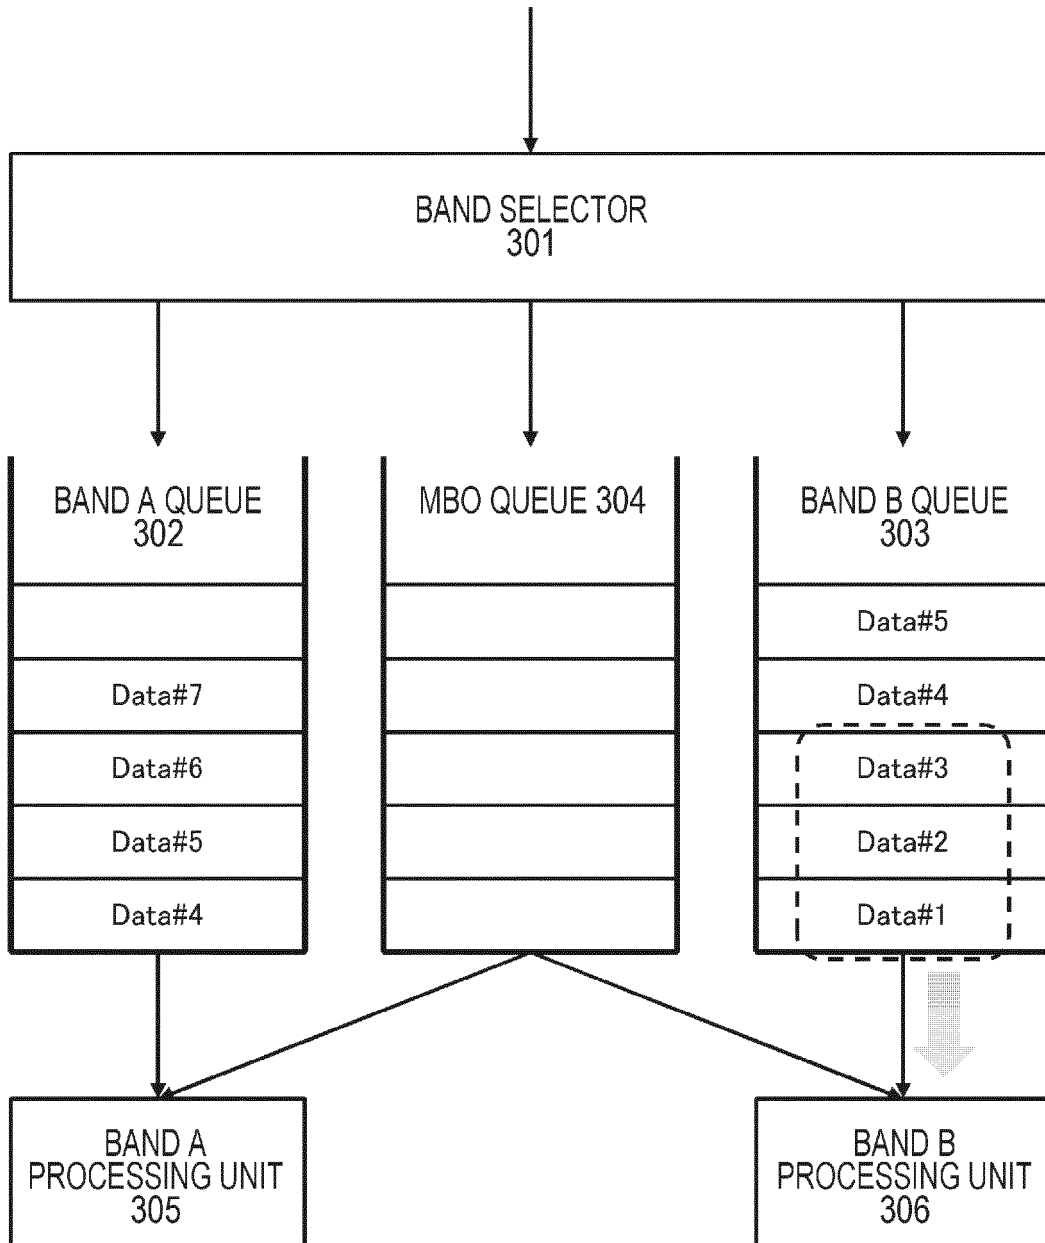 BAND SELECTOR
301
BAND A QUEUE
302
MBO QUEUE 304
BAND B QUEUE
303
Data#7
Data#6
Data#5
Data#4
Data#5
Data#4
Data#3
Data#2
Data#1
BAND A
PROCESSING UNIT
305
BAND B
PROCESSING UNIT
306